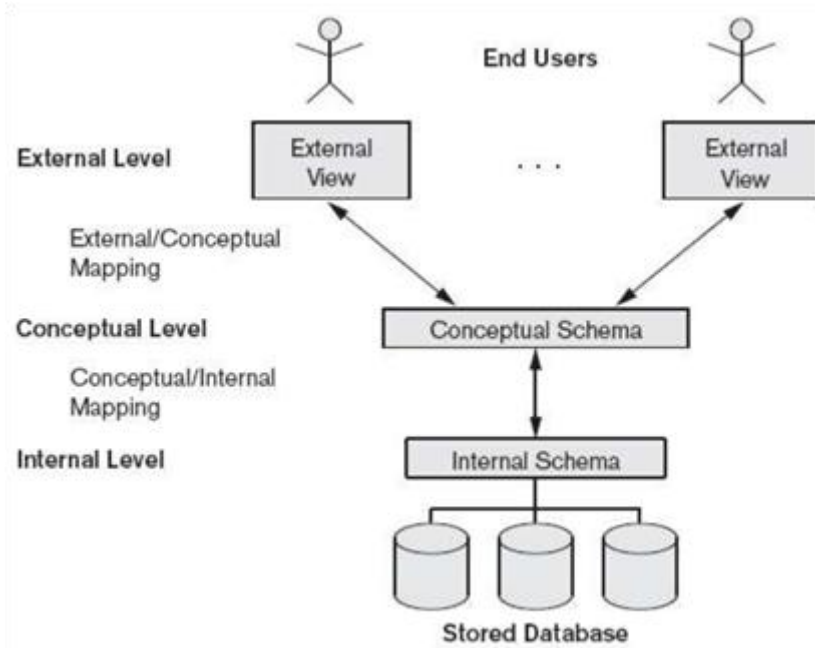 End Users
External Level
External
View
. . .
External
View
External/Conceptual
Mapping
Conceptual Level
Conceptual Schema
Conceptual/Internal
Mapping
Internal Level
Internal Schema
Stored Database